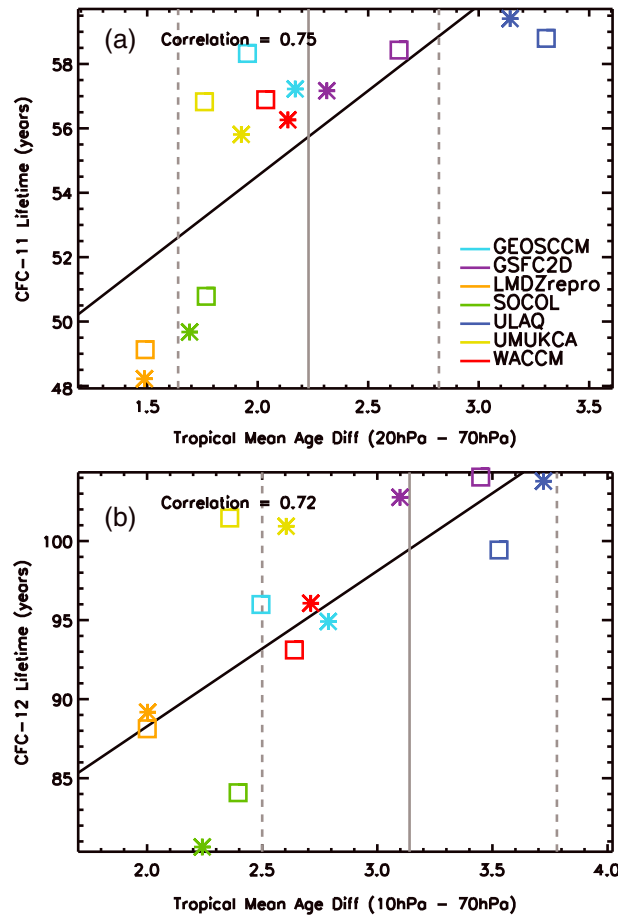 (a)
Correlation = 0.75
CFC-11 Lifetime (years)
58
56
54
52
50
48
GEOSCCM
GSFC2D
LMDZrepro
SOCOL
ULAQ
UMUKCA
WACCM
1.5 2.0 2.5 3.0 3.5
Tropical Mean Age Diff (20hPa - 70hPa)
(b)
Correlation = 0.72
CFC-12 Lifetime (years)
100
95
90
85
2.0 2.5 3.0 3.5 4.0
Tropical Mean Age Diff (10hPa - 70hPa)